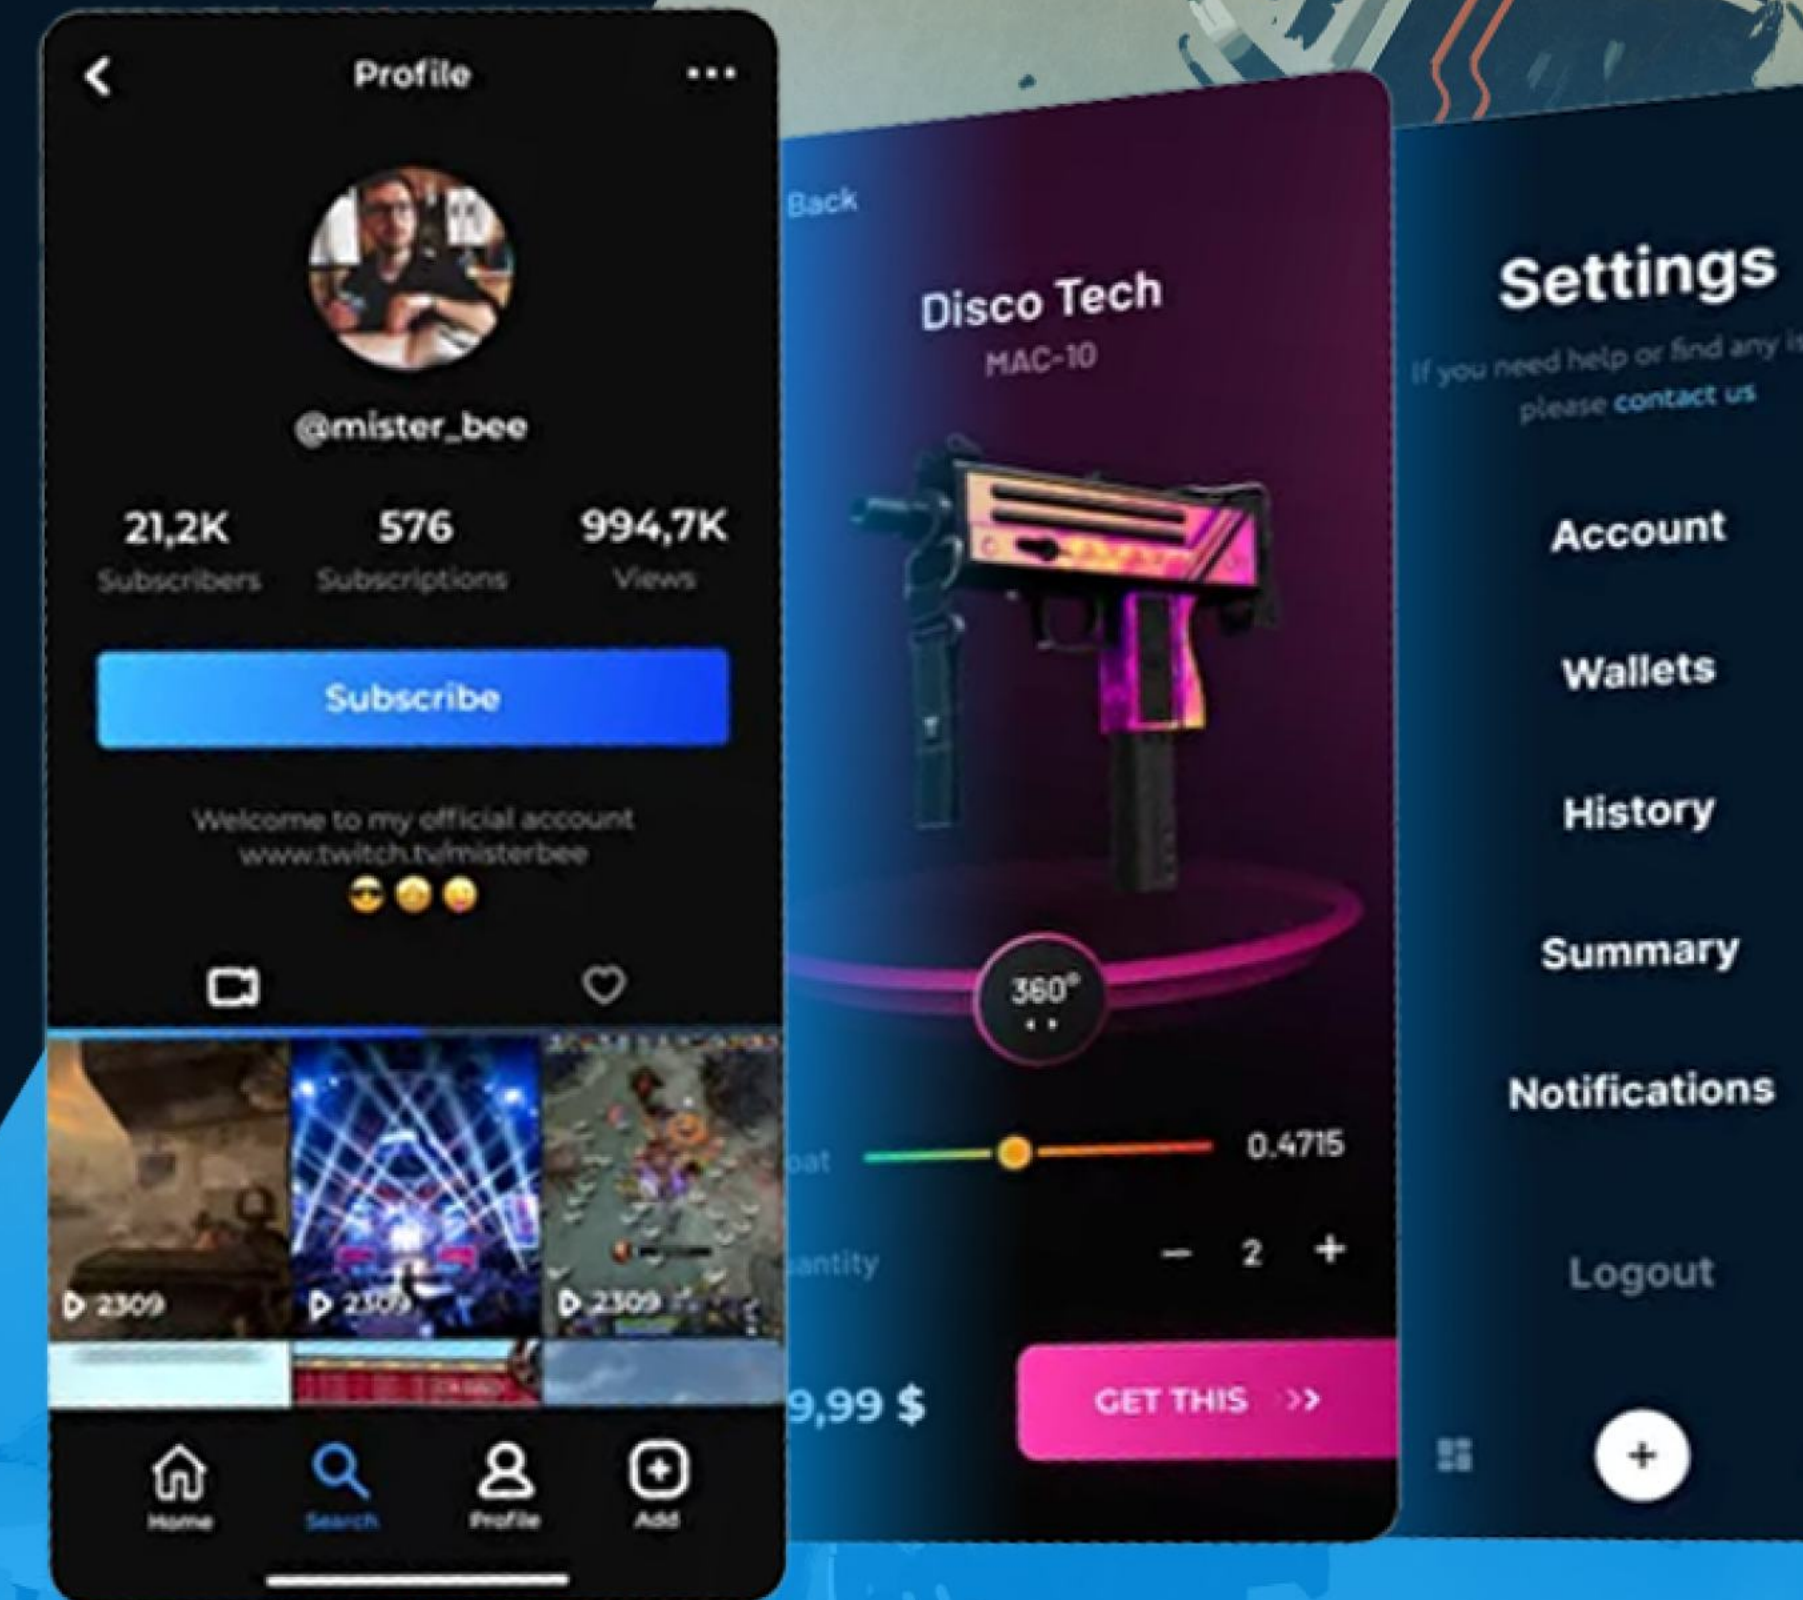 Profile
@mister_bee
21,2K 576 994,7K
Subscribers Subscriptions Views
Subscribe
Welcome to my official account
www.twitch.tv/misterbee
2309 2309 2309
Home Search Profile Add
Back
Disco Tech
MAC-10
360°
oat 0.4715
antity 2
9,99 $ GET THIS
Settings
If you need help or find any is
please contact us
Account
Wallets
History
Summary
Notifications
Logout